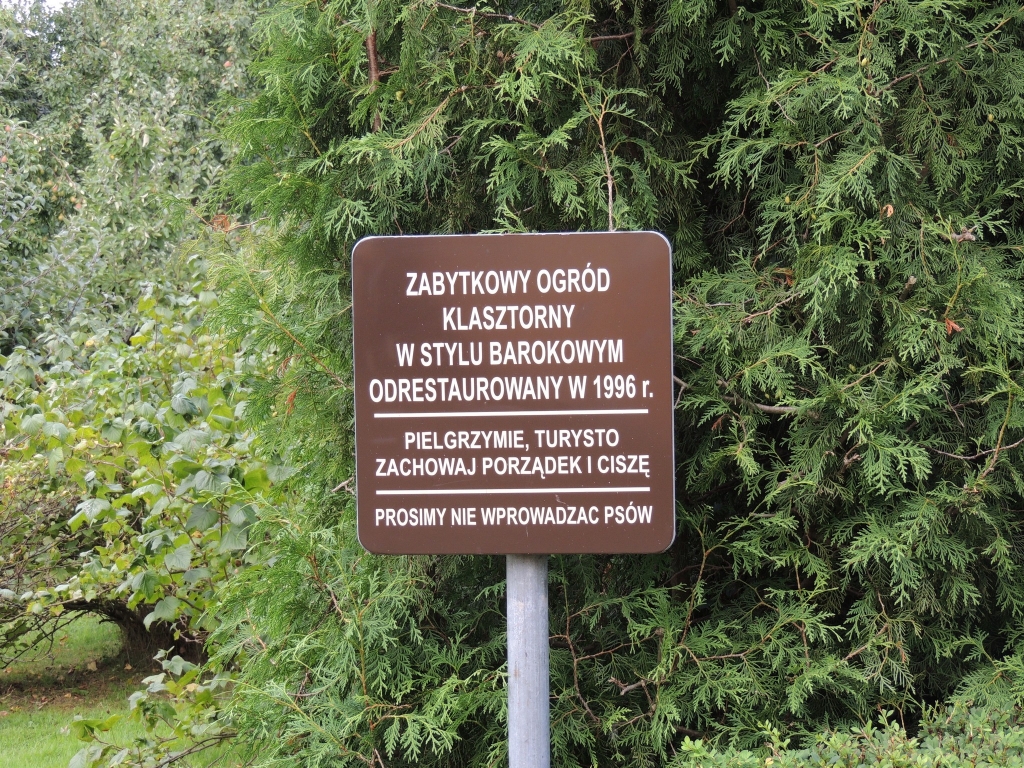 ZABYTKOWY OGRÓD
KLASZTORNY
W STYLU BAROKOWYM
ODRESTAUROWANY W 1996 r.
PIELGRZYMIE, TURYSTO
ZACHOWAJ PORZĄDEK I CISZĘ
PROSIMY NIE WPROWADZAC PSÓW